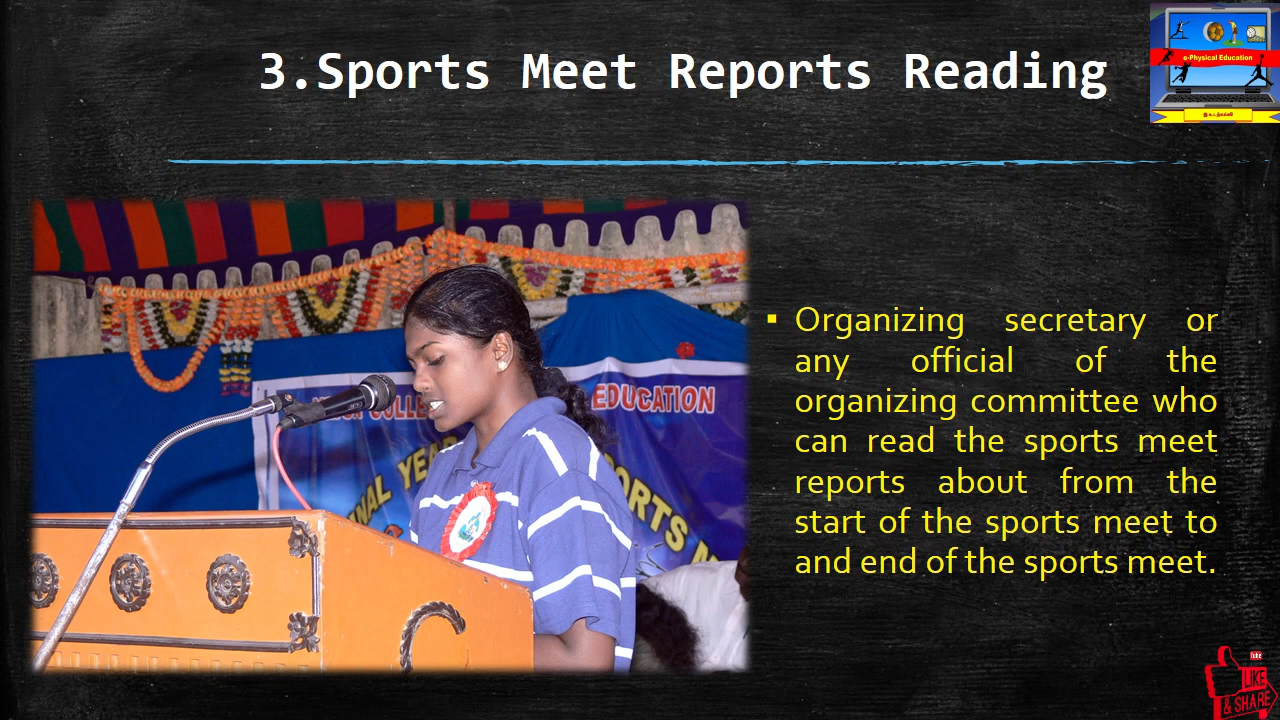 3.Sports Meet Reports Reading
e-Physical Education
EDUCATION
SPORTS
Organizing secretary or
any official of the
organizing committee who
can read the sports meet
reports about from the
start of the sports meet to
and end of the sports meet.
Tube
LIKE
& SHARE